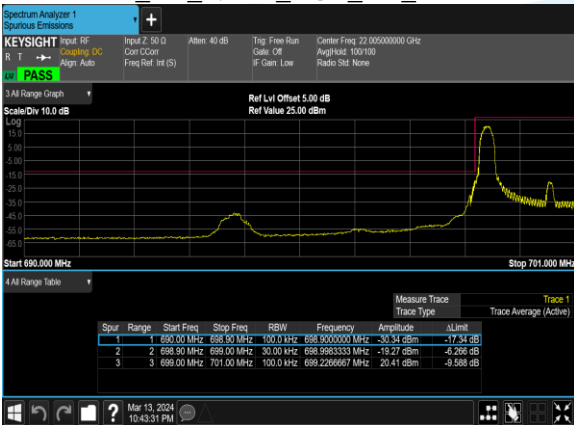 Spectrum Analyzer 1
Spurious Emissions
+
KEYSIGHT
R T
LXI PASS
Input: RF
Coupling: DC
Align: Auto
Input Z: 50 Ω
Corr CCorr
Freq Ref: Int (S)
Atten: 40 dB
Trig: Free Run
Gate: Off
IF Gain: Low
Center Freq: 22.005000000 GHz
Avg|Hold: 100/100
Radio Std: None
3 All Range Graph
Scale/Div 10.0 dB
Ref Lvl Offset 5.00 dB
Ref Value 25.00 dBm
Log
15.0
5.00
-5.00
-15.0
-25.0
-35.0
-45.0
-55.0
-65.0
Start 690.000 MHz
Stop 701.000 MHz
4 All Range Table
Measure Trace Trace 1
Trace Type Trace Average (Active)
Spur Range Start Freq Stop Freq RBW Frequency Amplitude ΔLimit
1 1 690.00 MHz 698.90 MHz 100.0 kHz 698.9000000 MHz -30.34 dBm -17.34 dB
2 2 698.90 MHz 699.00 MHz 30.00 kHz 698.9983333 MHz -19.27 dBm -6.266 dB
3 3 699.00 MHz 701.00 MHz 100.0 kHz 699.2266667 MHz 20.41 dBm -9.588 dB
?
Mar 13, 2024
10:43:31 PM